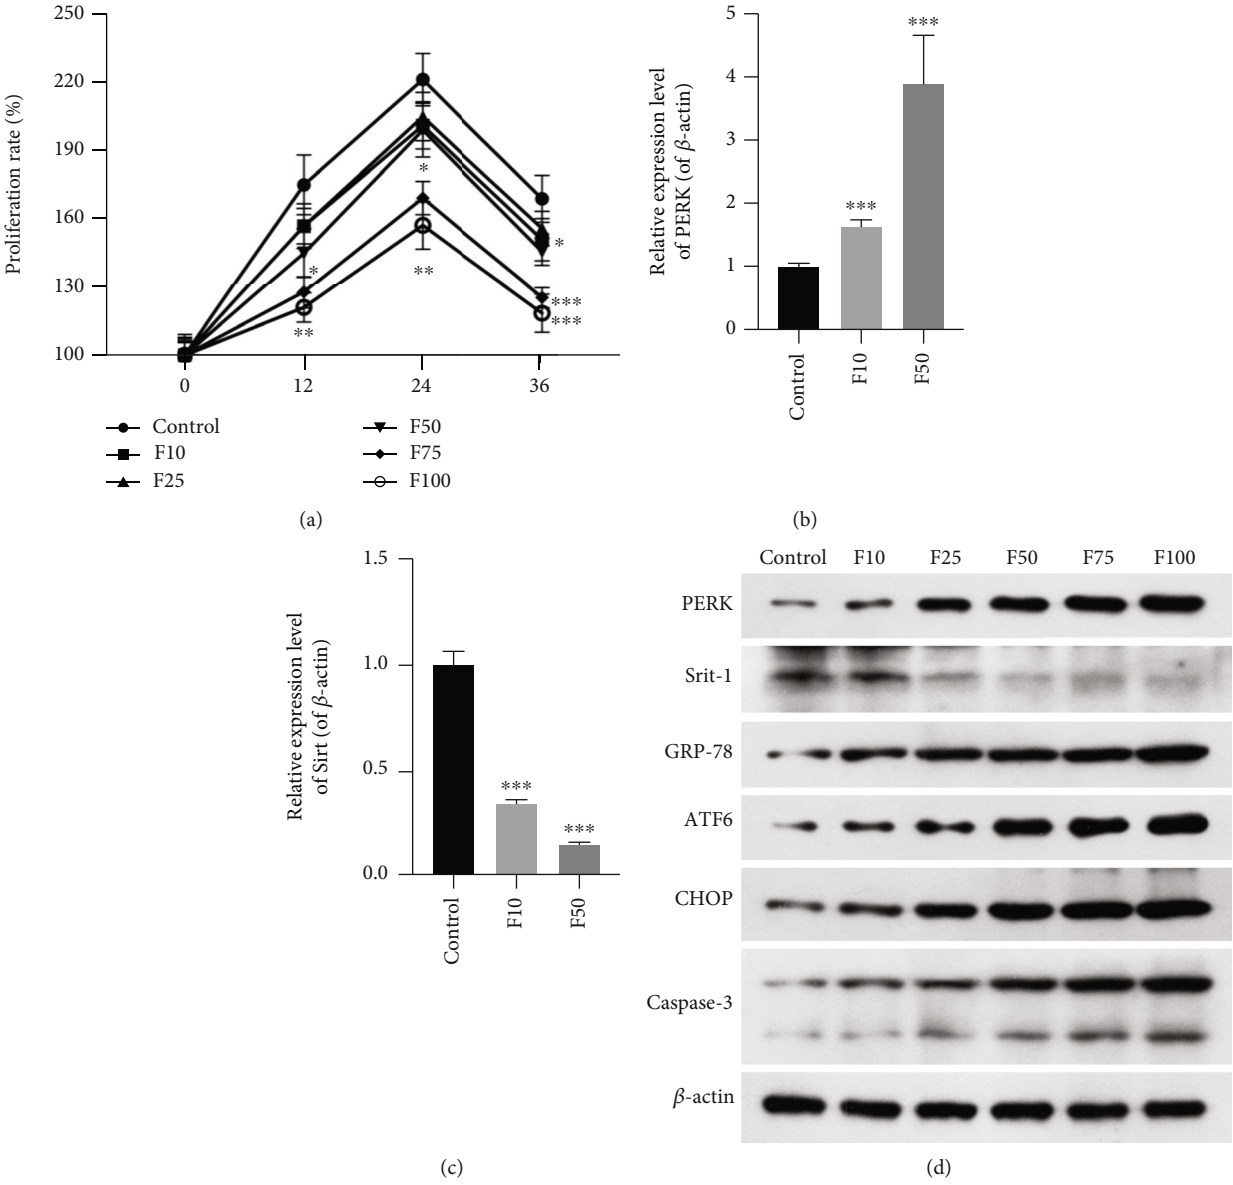 250
220
190
160
130
100
Proliferation rate (%)
*
*
**
**
*
***
***
0 12 24 36
Control
F10
F25
F50
F75
F100
(a)
5
4
3
2
1
0
Relative expression level
of PERK (of β-actin)
***
***
Control
F10
F50
(b)
1.5
1.0
0.5
0.0
Relative expression level
of Sirt (of β-actin)
***
***
Control
F10
F50
(c)
Control F10 F25 F50 F75 F100
PERK
Srit-1
GRP-78
ATF6
CHOP
Caspase-3
β-actin
(d)